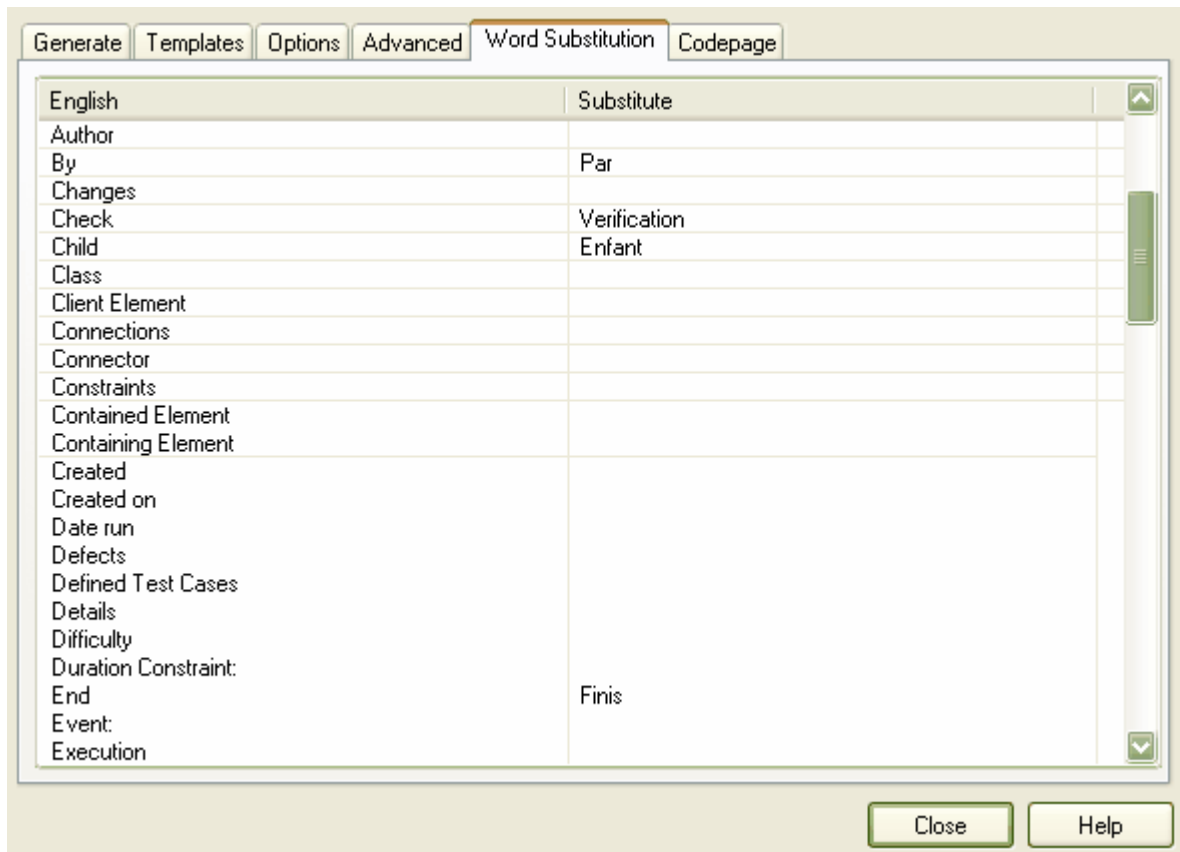 Generate Templates Options Advanced Word Substitution Codepage
English Substitute
Author
By Par
Changes
Check Verification
Child Enfant
Class
Client Element
Connections
Connector
Constraints
Contained Element
Containing Element
Created
Created on
Date run
Defects
Defined Test Cases
Details
Difficulty
Duration Constraint:
End Finis
Event:
Execution
Close Help